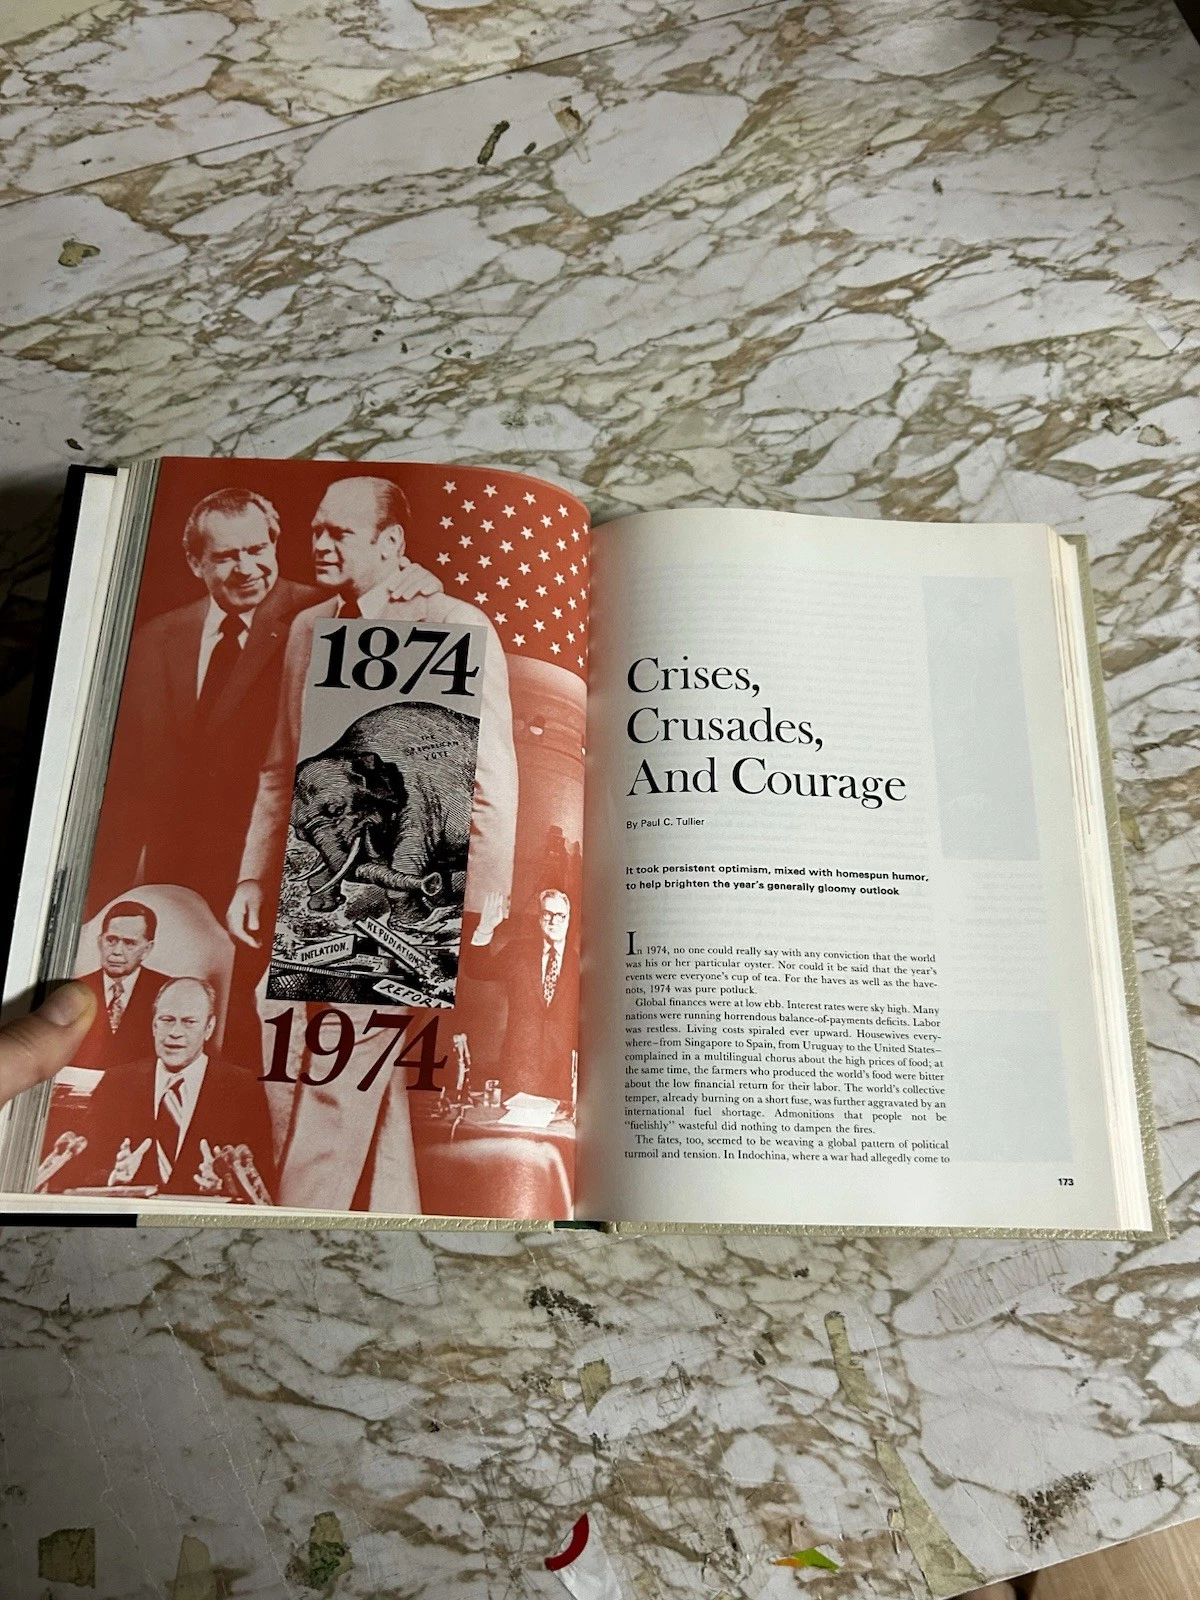 1874
THE
REPUBLICAN
VOTE
INFLATION.
REPUDIATION.
REFORM
1974
Crises,
Crusades,
And Courage
By Paul C. Tullier
It took persistent optimism, mixed with homespun humor,
to help brighten the year's generally gloomy outlook
In 1974, no one could really say with any conviction that the world
was his or her particular oyster. Nor could it be said that the year's
events were everyone's cup of tea. For the haves as well as the have-
nots, 1974 was pure potluck.
Global finances were at low ebb. Interest rates were sky high. Many
nations were running horrendous balance-of-payments deficits. Labor
was restless. Living costs spiraled ever upward. Housewives every-
where—from Singapore to Spain, from Uruguay to the United States—
complained in a multilingual chorus about the high prices of food; at
the same time, the farmers who produced the world's food were bitter
about the low financial return for their labor. The world's collective
temper, already burning on a short fuse, was further aggravated by an
international fuel shortage. Admonitions that people not be
"fuelishly" wasteful did nothing to dampen the fires.
The fates, too, seemed to be weaving a global pattern of political
turmoil and tension. In Indochina, where a war had allegedly come to
173